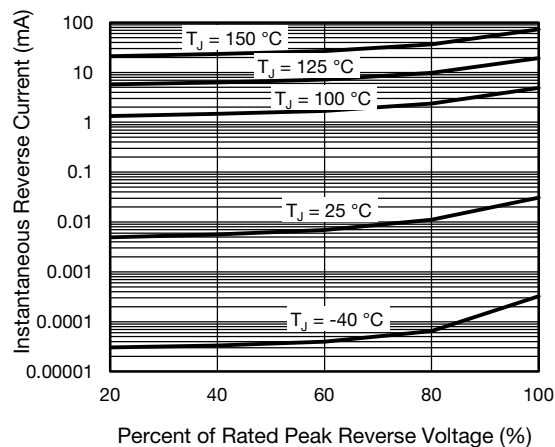 Instantaneous Reverse Current (mA)
100
10
1
0.1
0.01
0.001
0.0001
0.00001
T_J = 150 °C
T_J = 125 °C
T_J = 100 °C
T_J = 25 °C
T_J = -40 °C
20 40 60 80 100
Percent of Rated Peak Reverse Voltage (%)